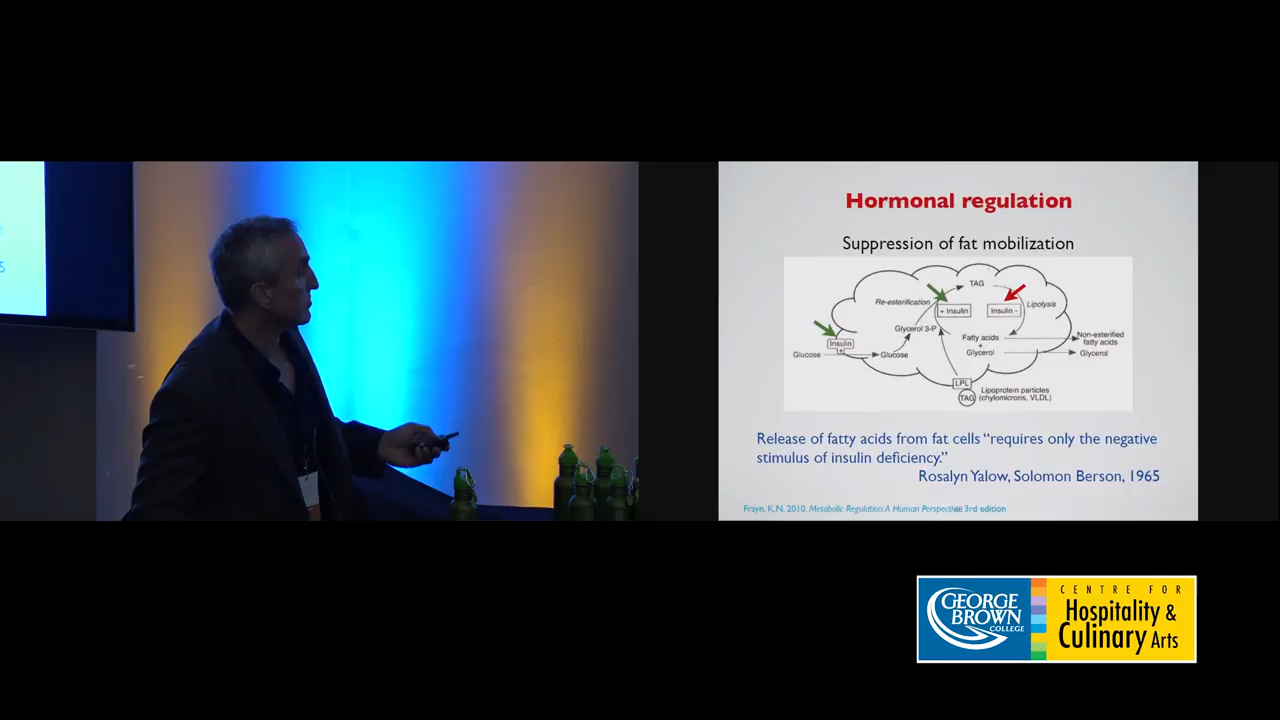 5
Hormonal regulation
Suppression of fat mobilization
TAG
Re-esterification
+ Insulin
Insulin -
Lipolysis
Glycerol 3-P
Insulin
+
Glucose
Glucose
Fatty acids
+
Glycerol
Non-esterified
fatty acids
Glycerol
LPL
TAG
Lipoprotein particles
(chylomicrons, VLDL)
Release of fatty acids from fat cells “requires only the negative
stimulus of insulin deficiency.”
Rosalyn Yalow, Solomon Berson, 1965
Frayn, K.N. 2010. Metabolic Regulation: A Human Perspective 3rd edition
GEORGE
BROWN
COLLEGE
CENTRE FOR
Hospitality &
Culinary Arts